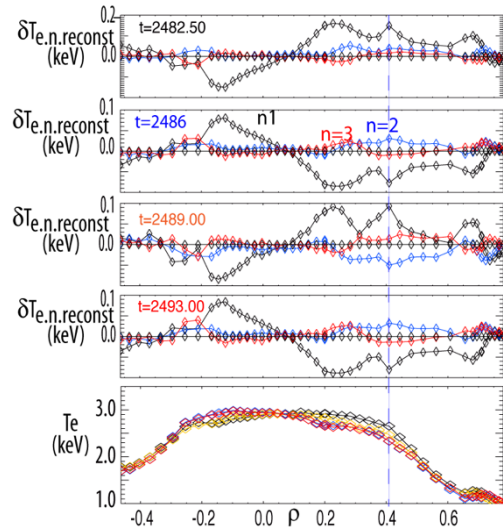 0.2
δTe.n.reconst
(keV)
t=2482.50
0.0
0.1
δTe.n.reconst
(keV)
t=2486
n1
n=3
n=2
0.0
0.1
δTe.n.reconst
(keV)
t=2489.00
0.0
0.1
δTe.n.reconst
(keV)
t=2493.00
0.0
Te
(keV)
3.0
2.0
1.0
-0.4 -0.2 0.0 ρ 0.2 0.4 0.6